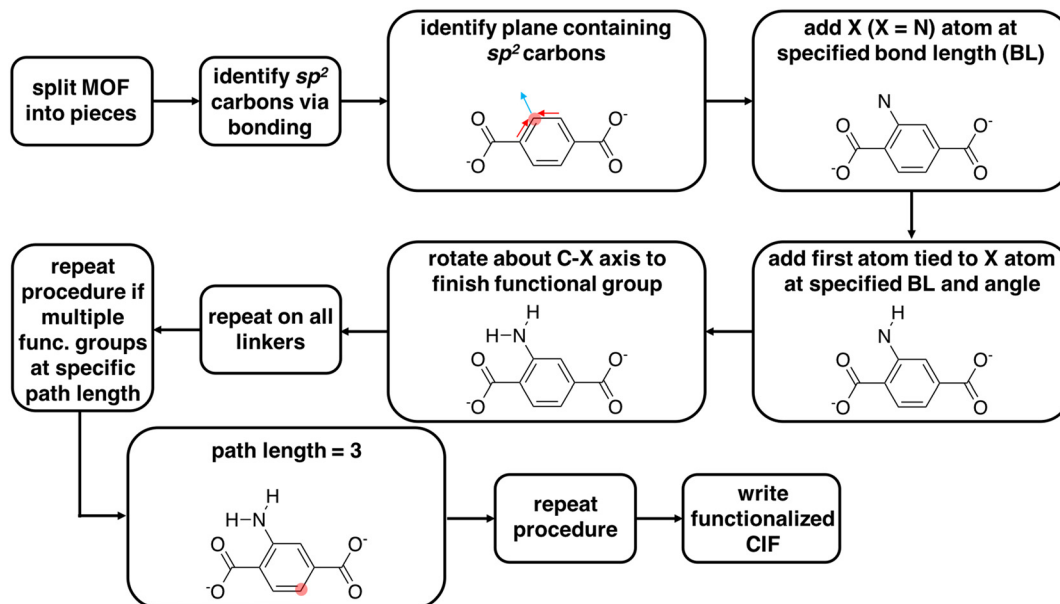 split MOF
into pieces
identify sp²
carbons via
bonding
identify plane containing
sp² carbons
O
⁻O
O⁻
O
add X (X = N) atom at
specified bond length (BL)
N
O
⁻O
O⁻
O
add first atom tied to X atom
at specified BL and angle
H
N
O
⁻O
O⁻
O
rotate about C-X axis to
finish functional group
H
H–N
O
⁻O
O⁻
O
repeat on all
linkers
repeat
procedure if
multiple
func. groups
at specific
path length
path length = 3
H
H–N
O
⁻O
O⁻
O
repeat
procedure
write
functionalized
CIF